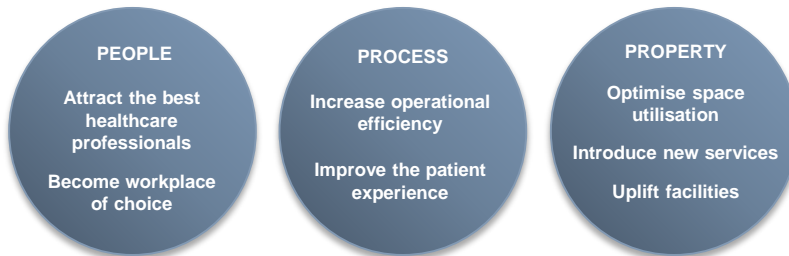 PEOPLE
Attract the best
healthcare
professionals
Become workplace
of choice
PROCESS
Increase operational
efficiency
Improve the patient
experience
PROPERTY
Optimise space
utilisation
Introduce new services
Uplift facilities